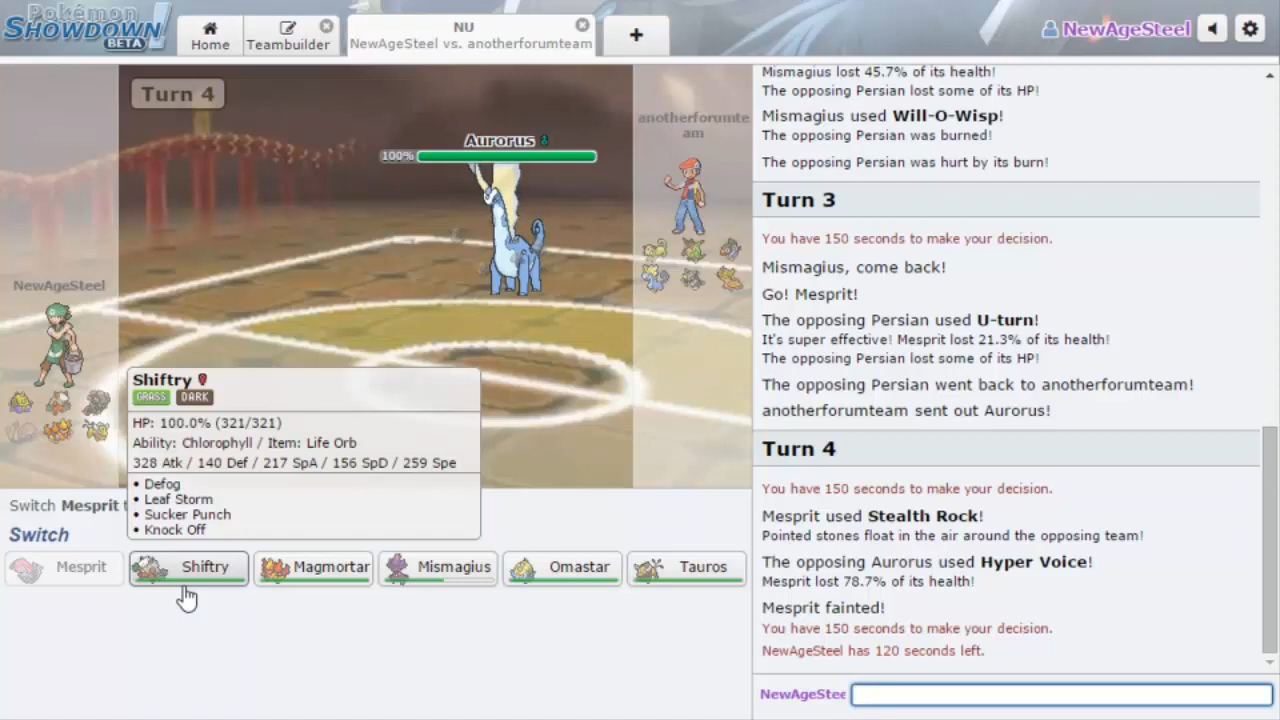 Pokémon
SHOWDOWN!
BETA
Home
Teambuilder
NU
NewAgeSteel vs. anotherforumteam
+
NewAgeSteel
Turn 4
Aurorus
100%
anotherforumte
am
NewAgeSteel
Shiftry
GRASS DARK
HP: 100.0% (321/321)
Ability: Chlorophyll / Item: Life Orb
328 Atk / 140 Def / 217 SpA / 156 SpD / 259 Spe
• Defog
• Leaf Storm
• Sucker Punch
• Knock Off
Switch Mesprit t
Switch
Mesprit
Shiftry
Magmortar
Mismagius
Omastar
Tauros
Mismagius lost 45.7% of its health!
The opposing Persian lost some of its HP!
Mismagius used Will-O-Wisp!
The opposing Persian was burned!
The opposing Persian was hurt by its burn!
Turn 3
You have 150 seconds to make your decision.
Mismagius, come back!
Go! Mesprit!
The opposing Persian used U-turn!
It's super effective! Mesprit lost 21.3% of its health!
The opposing Persian lost some of its HP!
The opposing Persian went back to anotherforumteam!
anotherforumteam sent out Aurorus!
Turn 4
You have 150 seconds to make your decision.
Mesprit used Stealth Rock!
Pointed stones float in the air around the opposing team!
The opposing Aurorus used Hyper Voice!
Mesprit lost 78.7% of its health!
Mesprit fainted!
You have 150 seconds to make your decision.
NewAgeSteel has 120 seconds left.
NewAgeStee